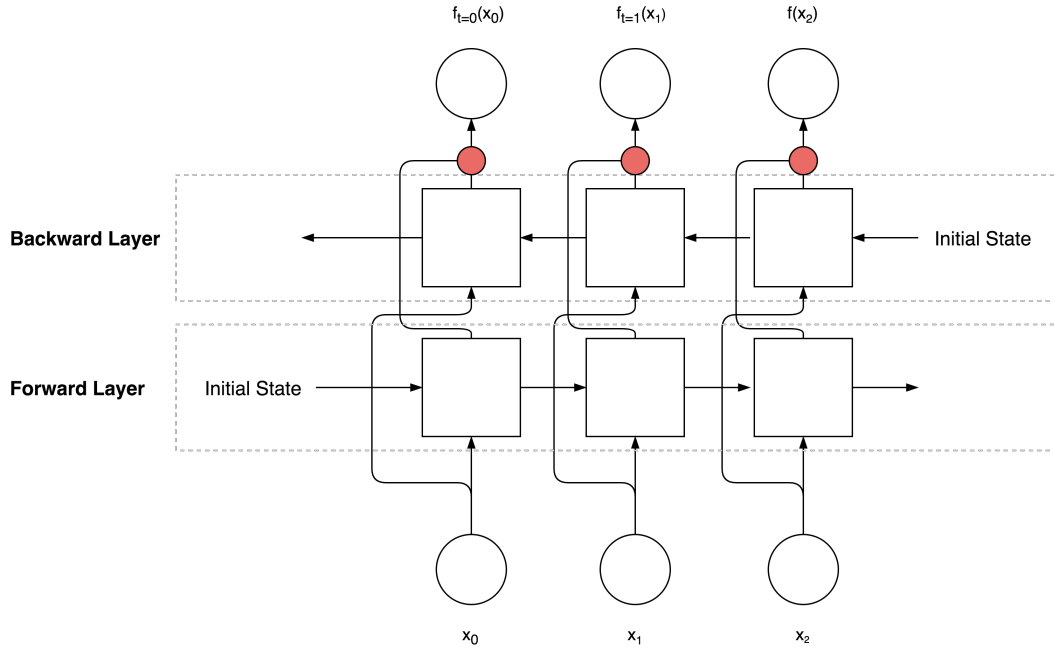 f_{t=0}(x_0)    f_{t=1}(x_1)    f(x_2)
Backward Layer    Initial State
Forward Layer    Initial State
x_0    x_1    x_2